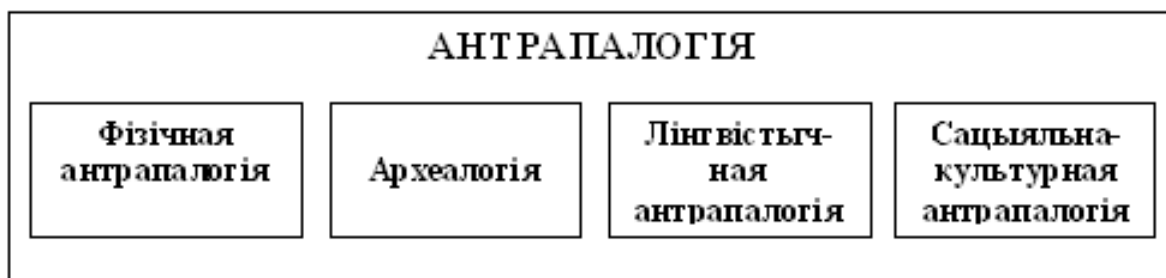 АНТРАПАЛОГІЯ
Фізічная
антрапалогія
Археалогія
Лінгвістыч-
ная
антрапалогія
Сацыяльна-
культурная
антрапалогія